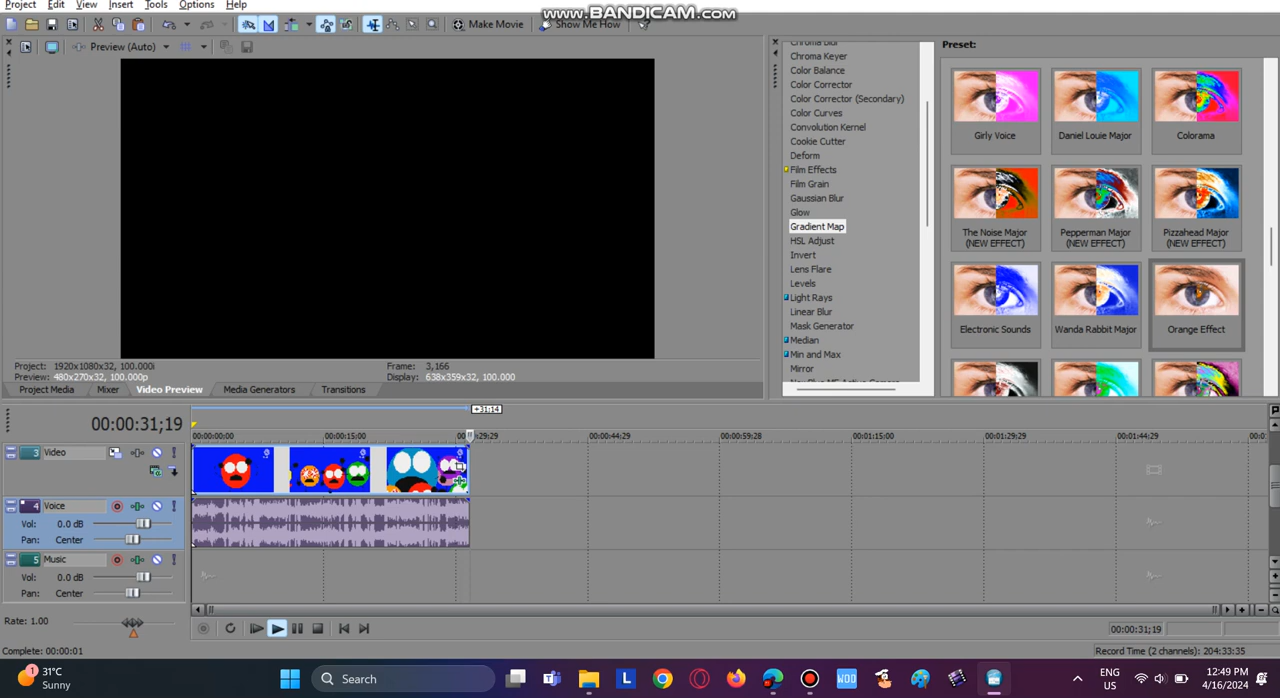 Project Edit View Insert Tools Options Help
www.BANDICAM.com
Make Movie Show Me How
Preview (Auto)
Chroma Blur
Chroma Keyer
Color Balance
Color Corrector
Color Corrector (Secondary)
Color Curves
Convolution Kernel
Cookie Cutter
Deform
Film Effects
Film Grain
Gaussian Blur
Glow
Gradient Map
HSL Adjust
Invert
Lens Flare
Levels
Light Rays
Linear Blur
Mask Generator
Median
Min and Max
Mirror
Preset:
Girly Voice Daniel Louie Major Colorama
The Noise Major (NEW EFFECT) Pepperman Major (NEW EFFECT) Pizzahead Major (NEW EFFECT)
Electronic Sounds Wanda Rabbit Major Orange Effect
Project: 1920x1080x32, 100.000i Frame: 3,166
Preview: 480x270x32, 100.000p Display: 638x359x32, 100.000
Project Media Mixer Video Preview Media Generators Transitions
00:00:31;19
+31:14
00:00:00;00 00:00:15;00 00:00:44;29 00:00:59;28 00:01:15;00 00:01:29;29 00:01:44;29
3 Video
4 Voice
Vol: 0.0 dB
Pan: Center
5 Music
Vol: 0.0 dB
Pan: Center
Rate: 1.00
00:00:31;19
Complete: 00:00:01
Record Time (2 channels): 204:33:35
1 31°C
Sunny
Search
L
WOO
ENG
US
12:49 PM
4/16/2024